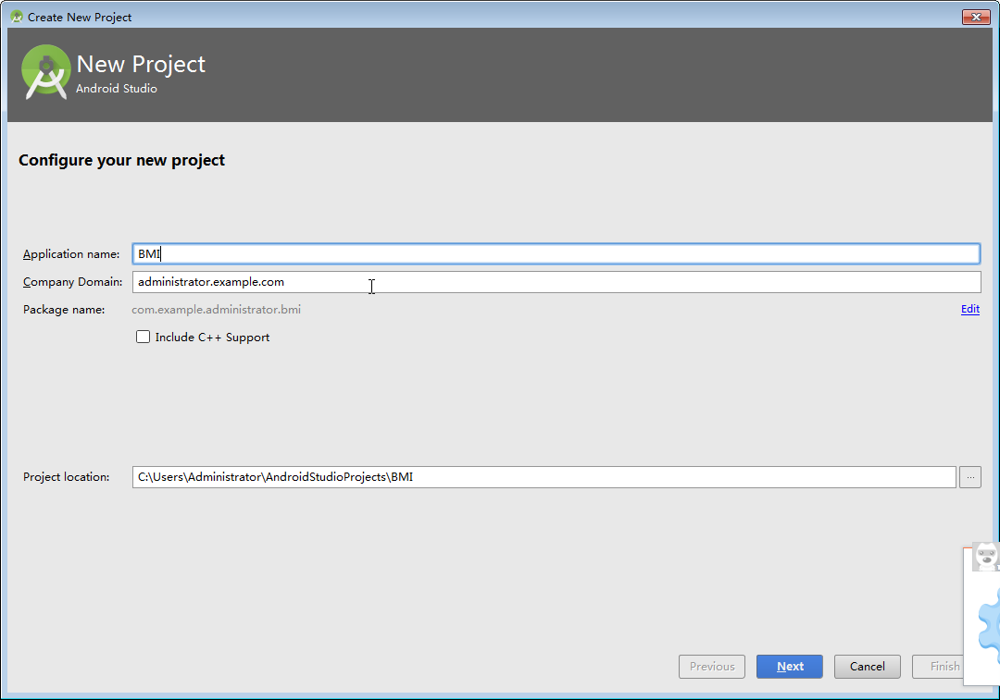 Create New Project
New Project
Android Studio
Configure your new project
Application name: BMI
Company Domain: administrator.example.com
Package name: com.example.administrator.bmi Edit
Include C++ Support
Project location: C:\Users\Administrator\AndroidStudioProjects\BMI ...
Previous Next Cancel Finish